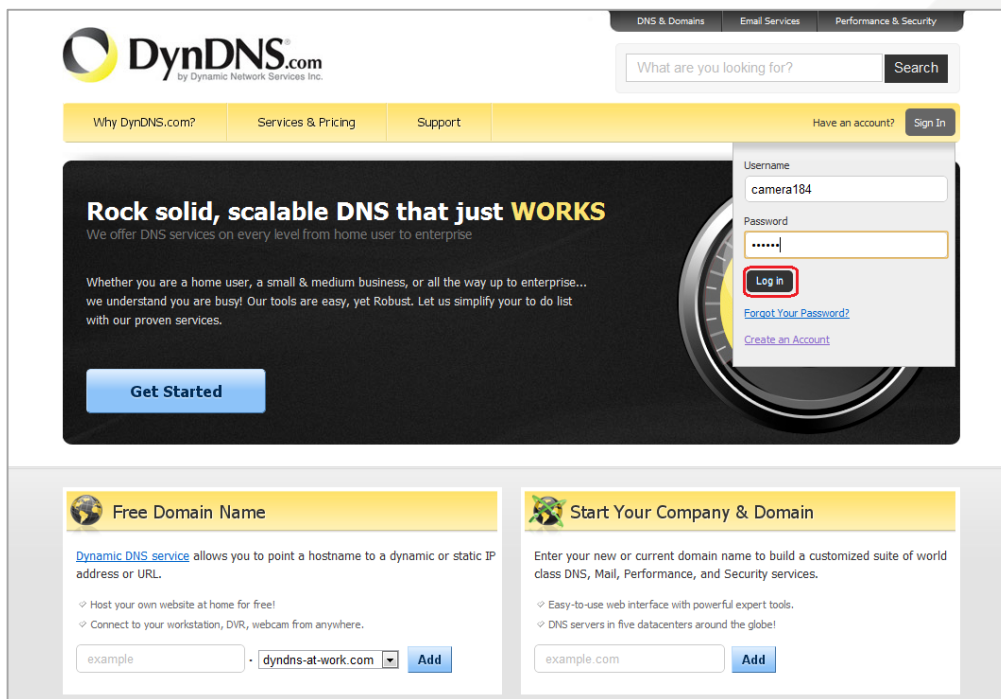 DNS & Domains
Email Services
Performance & Security
DynDNS.com
by Dynamic Network Services Inc.
What are you looking for?
Search
Why DynDNS.com?
Services & Pricing
Support
Have an account?
Sign In
Username
camera184
Password
••••••
Log in
Forgot Your Password?
Create an Account
Rock solid, scalable DNS that just WORKS
We offer DNS services on every level from home user to enterprise
Whether you are a home user, a small & medium business, or all the way up to enterprise...
we understand you are busy! Our tools are easy, yet Robust. Let us simplify your to do list
with our proven services.
Get Started
Free Domain Name
Dynamic DNS service allows you to point a hostname to a dynamic or static IP
address or URL.
Host your own website at home for free!
Connect to your workstation, DVR, webcam from anywhere.
example
. dyndns-at-work.com
Add
Start Your Company & Domain
Enter your new or current domain name to build a customized suite of world
class DNS, Mail, Performance, and Security services.
Easy-to-use web interface with powerful expert tools.
DNS servers in five datacenters around the globe!
example.com
Add